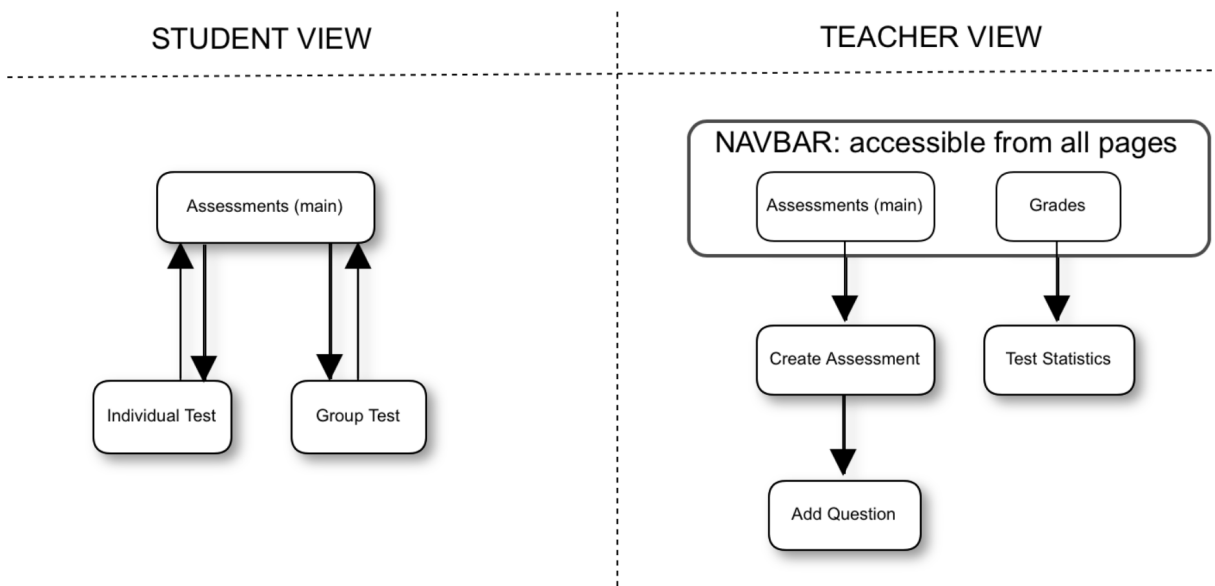 STUDENT VIEW
Assessments (main)
Individual Test
Group Test
TEACHER VIEW
NAVBAR: accessible from all pages
Assessments (main)
Grades
Create Assessment
Test Statistics
Add Question